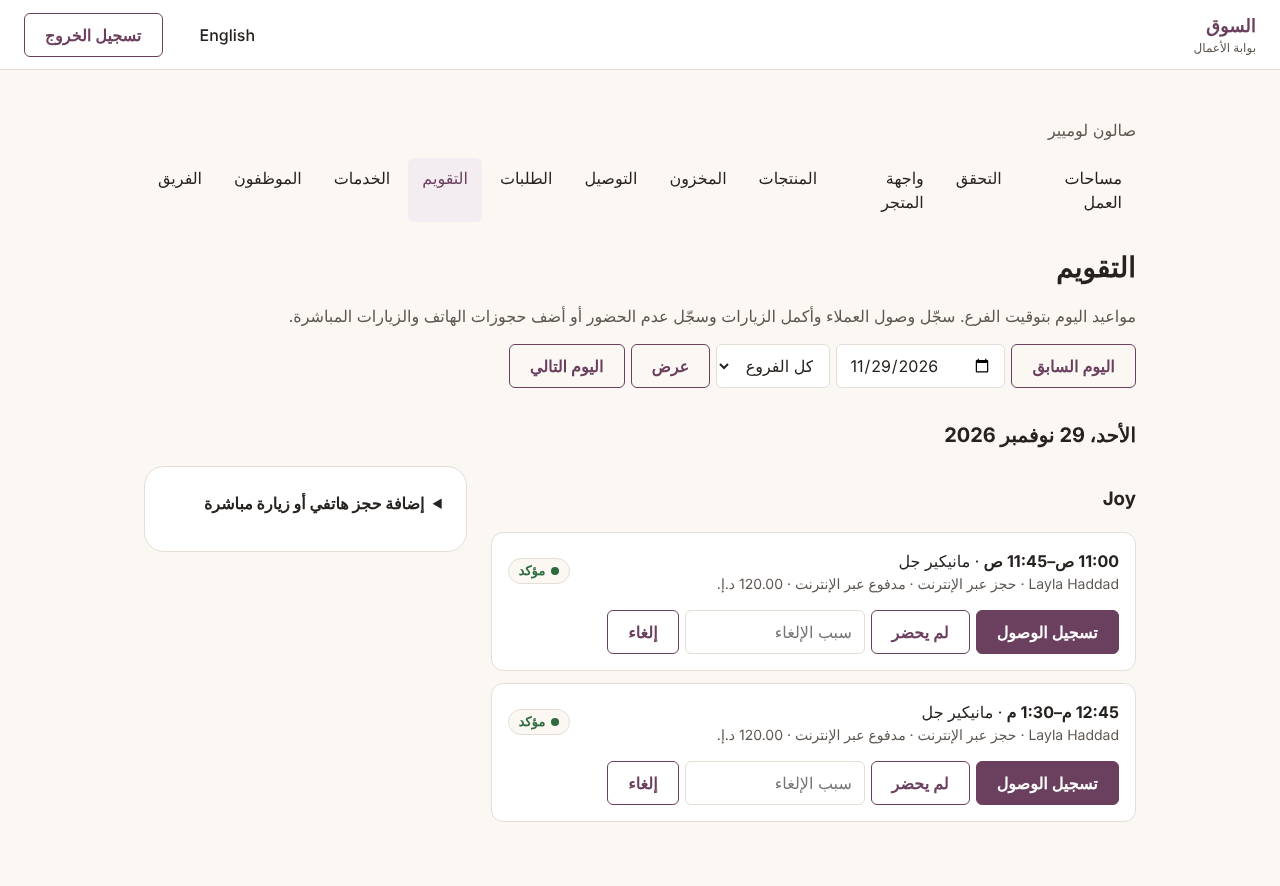 السوق
بوابة الأعمال
English
تسجيل الخروج
صالون لوميير
مساحات العمل
التحقق
واجهة المتجر
المنتجات
المخزون
التوصيل
الطلبات
التقويم
الخدمات
الموظفون
الفريق
التقويم
مواعيد اليوم بتوقيت الفرع. سجّل وصول العملاء وأكمل الزيارات وسجّل عدم الحضور أو أضف حجوزات الهاتف والزيارات المباشرة.
اليوم السابق
11/29/2026
كل الفروع
عرض
اليوم التالي
الأحد، 29 نوفمبر 2026
Joy
11:00 ص–11:45 ص · مانيكير جل
Layla Haddad · حجز عبر الإنترنت · مدفوع عبر الإنترنت · 120.00 د.إ.
مؤكد
تسجيل الوصول
لم يحضر
سبب الإلغاء
إلغاء
12:45 م–1:30 م · مانيكير جل
Layla Haddad · حجز عبر الإنترنت · مدفوع عبر الإنترنت · 120.00 د.إ.
مؤكد
تسجيل الوصول
لم يحضر
سبب الإلغاء
إلغاء
إضافة حجز هاتفي أو زيارة مباشرة